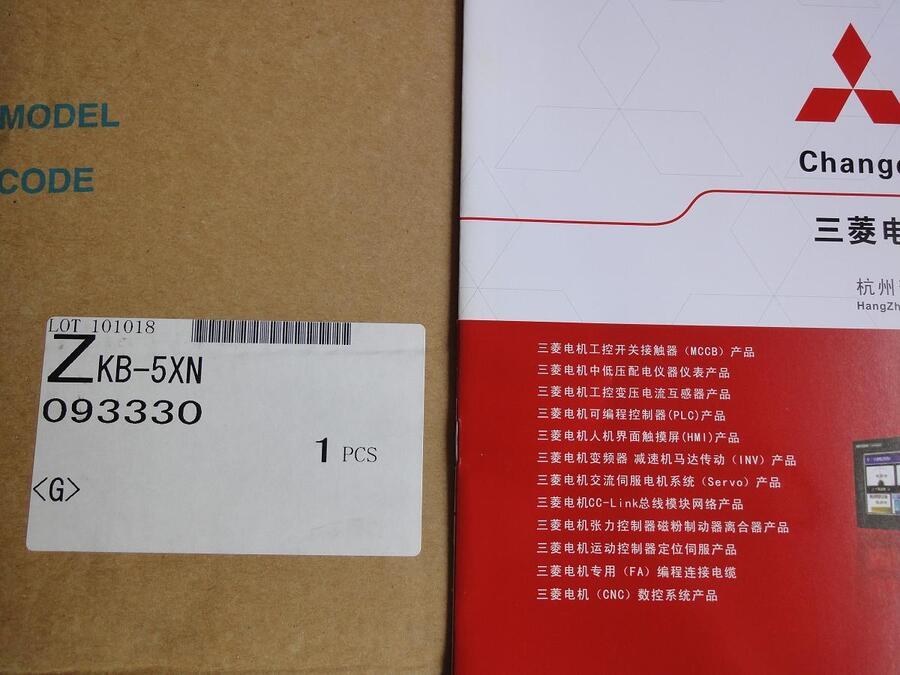 MODEL
CODE
LOT 101018
ZKB-5XN
093330
1 PCS
<G>
三菱电
杭州
三菱电机工控开关接触器（MCCB）产品
三菱电机中低压配电仪器仪表产品
三菱电机工控变压电流互感器产品
三菱电机可编程控制器(PLC)产品
三菱电机人机界面触摸屏(HMI)产品
三菱电机变频器 减速机马达传动（INV）产品
三菱电机交流伺服电机系统（Servo）产品
三菱电机CC-Link总线模块网络产品
三菱电机张力控制器磁粉制动器离合器产品
三菱电机运动控制器定位伺服产品
三菱电机专用（FA）编程连接电缆
三菱电机（CNC）数控系统产品